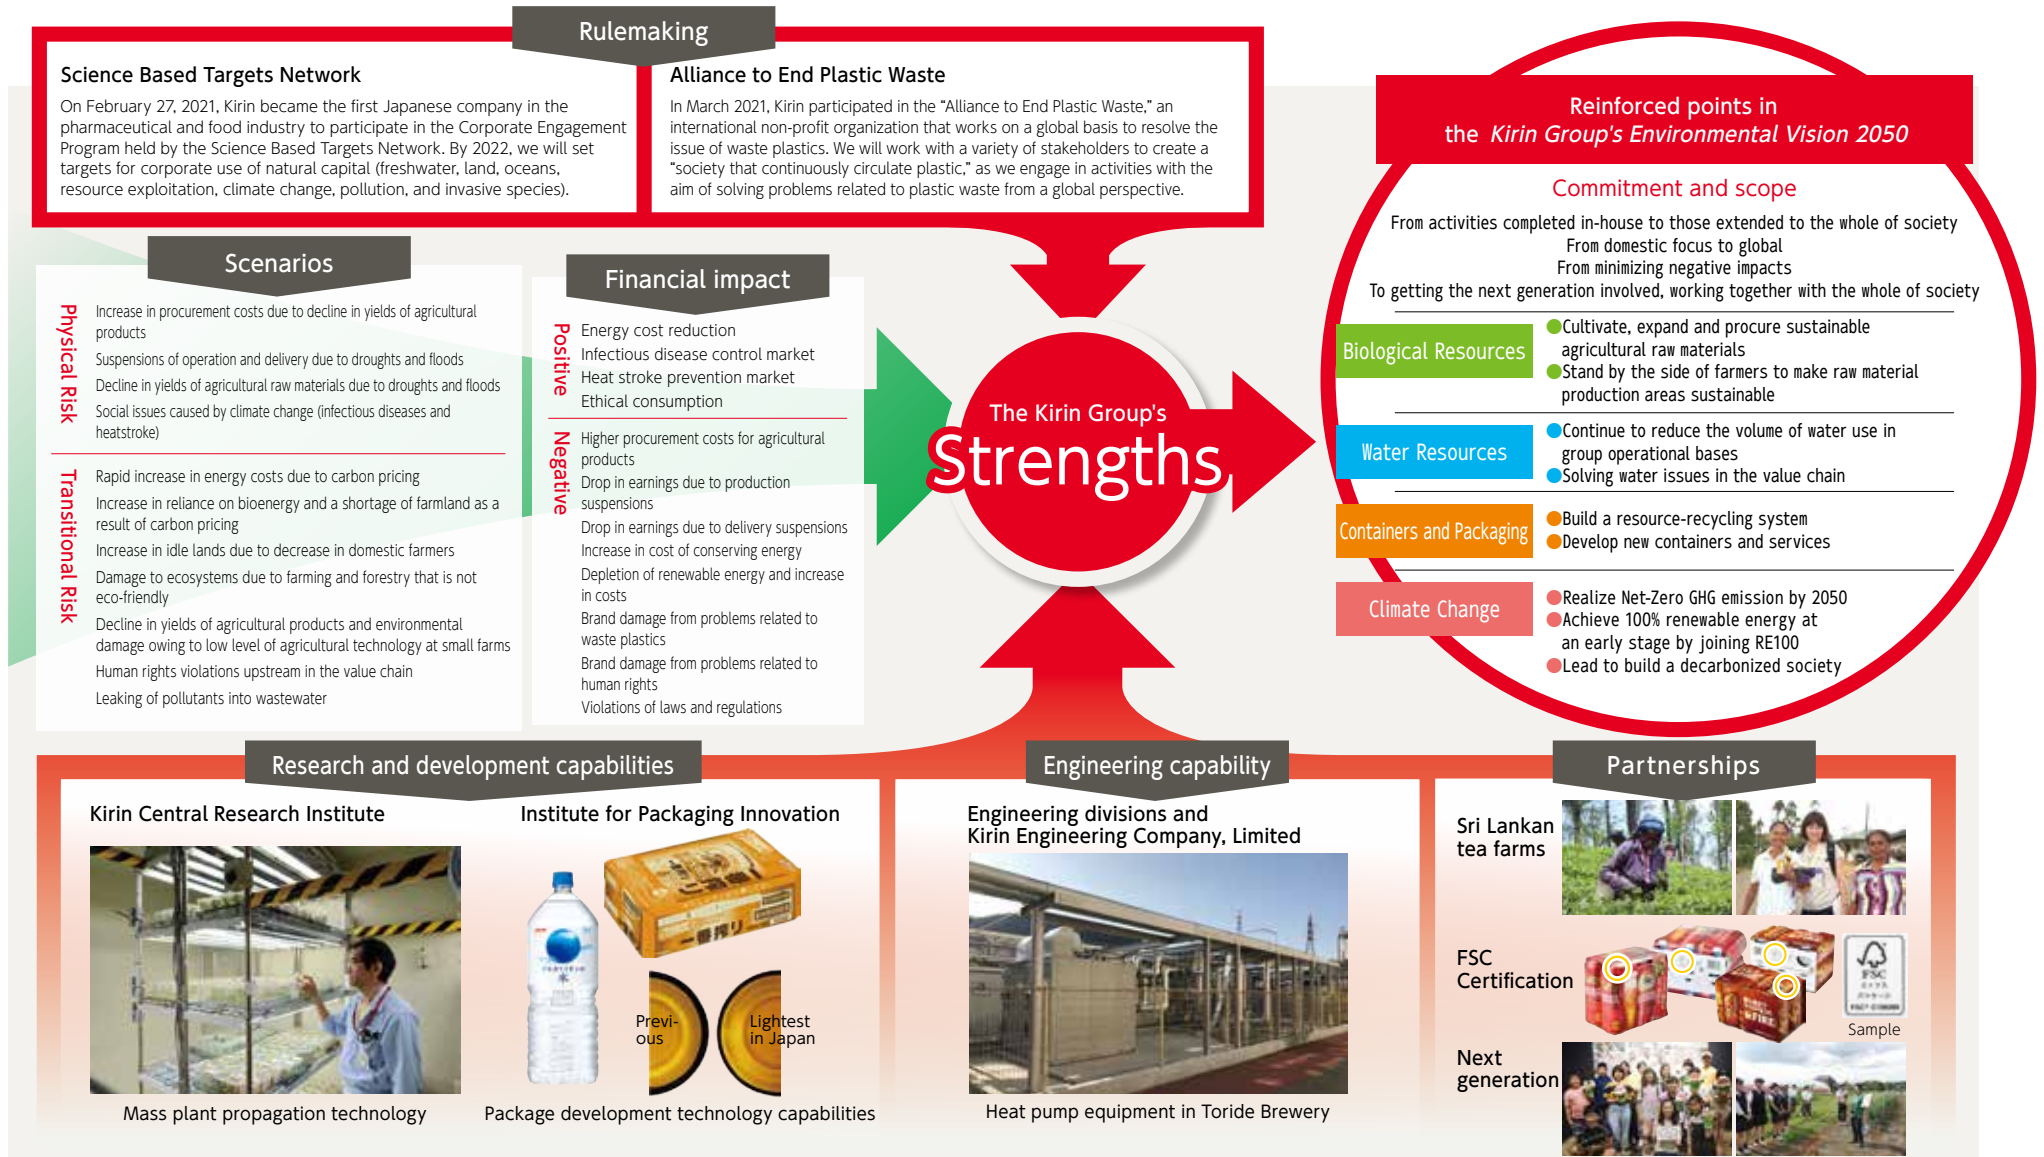 Rulemaking
Science Based Targets Network
On February 27, 2021, Kirin became the first Japanese company in the
pharmaceutical and food industry to participate in the Corporate Engagement
Program held by the Science Based Targets Network. By 2022, we will set
targets for corporate use of natural capital (freshwater, land, oceans,
resource exploitation, climate change, pollution, and invasive species).
Alliance to End Plastic Waste
In March 2021, Kirin participated in the “Alliance to End Plastic Waste,” an
international non-profit organization that works on a global basis to resolve the
issue of waste plastics. We will work with a variety of stakeholders to create a
“society that continuously circulate plastic,” as we engage in activities with the
aim of solving problems related to plastic waste from a global perspective.
Scenarios
Physical Risk
Increase in procurement costs due to decline in yields of agricultural
products
Suspensions of operation and delivery due to droughts and floods
Decline in yields of agricultural raw materials due to droughts and floods
Social issues caused by climate change (infectious diseases and
heatstroke)
Transitional Risk
Rapid increase in energy costs due to carbon pricing
Increase in reliance on bioenergy and a shortage of farmland as a
result of carbon pricing
Increase in idle lands due to decrease in domestic farmers
Damage to ecosystems due to farming and forestry that is not
eco-friendly
Decline in yields of agricultural products and environmental
damage owing to low level of agricultural technology at small farms
Human rights violations upstream in the value chain
Leaking of pollutants into wastewater
Financial impact
Positive
Energy cost reduction
Infectious disease control market
Heat stroke prevention market
Ethical consumption
Negative
Higher procurement costs for agricultural
products
Drop in earnings due to production
suspensions
Drop in earnings due to delivery suspensions
Increase in cost of conserving energy
Depletion of renewable energy and increase
in costs
Brand damage from problems related to
waste plastics
Brand damage from problems related to
human rights
Violations of laws and regulations
The Kirin Group's
Strengths
Reinforced points in
the Kirin Group's Environmental Vision 2050
Commitment and scope
From activities completed in-house to those extended to the whole of society
From domestic focus to global
From minimizing negative impacts
To getting the next generation involved, working together with the whole of society
Biological Resources
●Cultivate, expand and procure sustainable
agricultural raw materials
●Stand by the side of farmers to make raw material
production areas sustainable
Water Resources
●Continue to reduce the volume of water use in
group operational bases
●Solving water issues in the value chain
Containers and Packaging
●Build a resource-recycling system
●Develop new containers and services
Climate Change
●Realize Net-Zero GHG emission by 2050
●Achieve 100% renewable energy at
an early stage by joining RE100
●Lead to build a decarbonized society
Research and development capabilities
Kirin Central Research Institute
Mass plant propagation technology
Institute for Packaging Innovation
一番搾り
Previ-
ous
Lightest
in Japan
Package development technology capabilities
Engineering capability
Engineering divisions and
Kirin Engineering Company, Limited
Heat pump equipment in Toride Brewery
Partnerships
Sri Lankan
tea farms
FSC
Certification
FIRE
FSC
ミックス
Sample
Next
generation